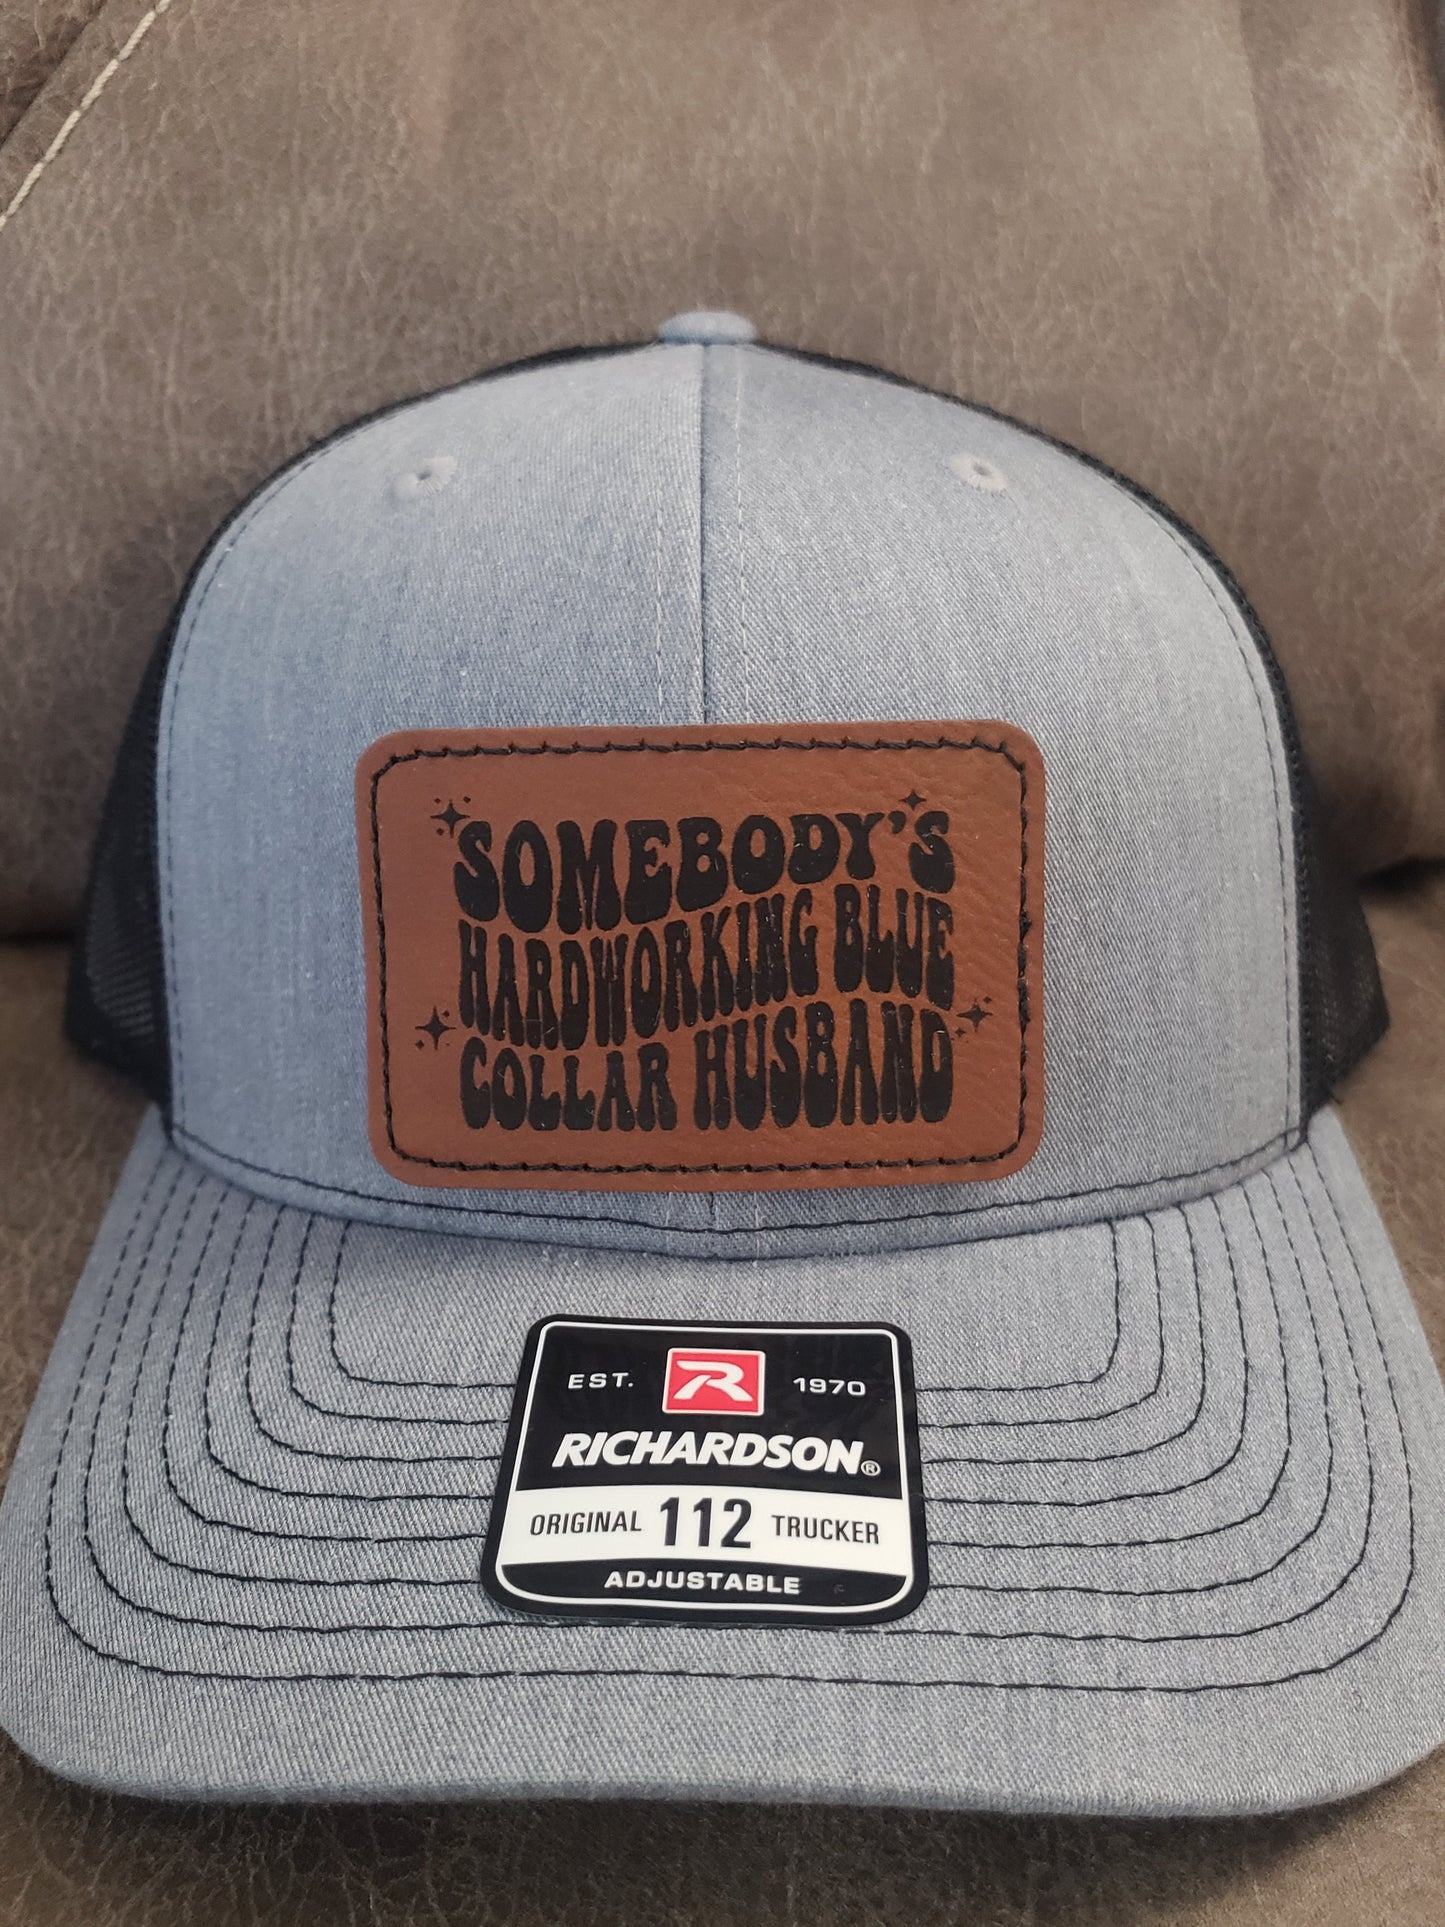 SOMEBODY'S
HARDWORKING BLUE
COLLAR HUSBAND
EST. R 1970
RICHARDSON®
ORIGINAL 112 TRUCKER
ADJUSTABLE